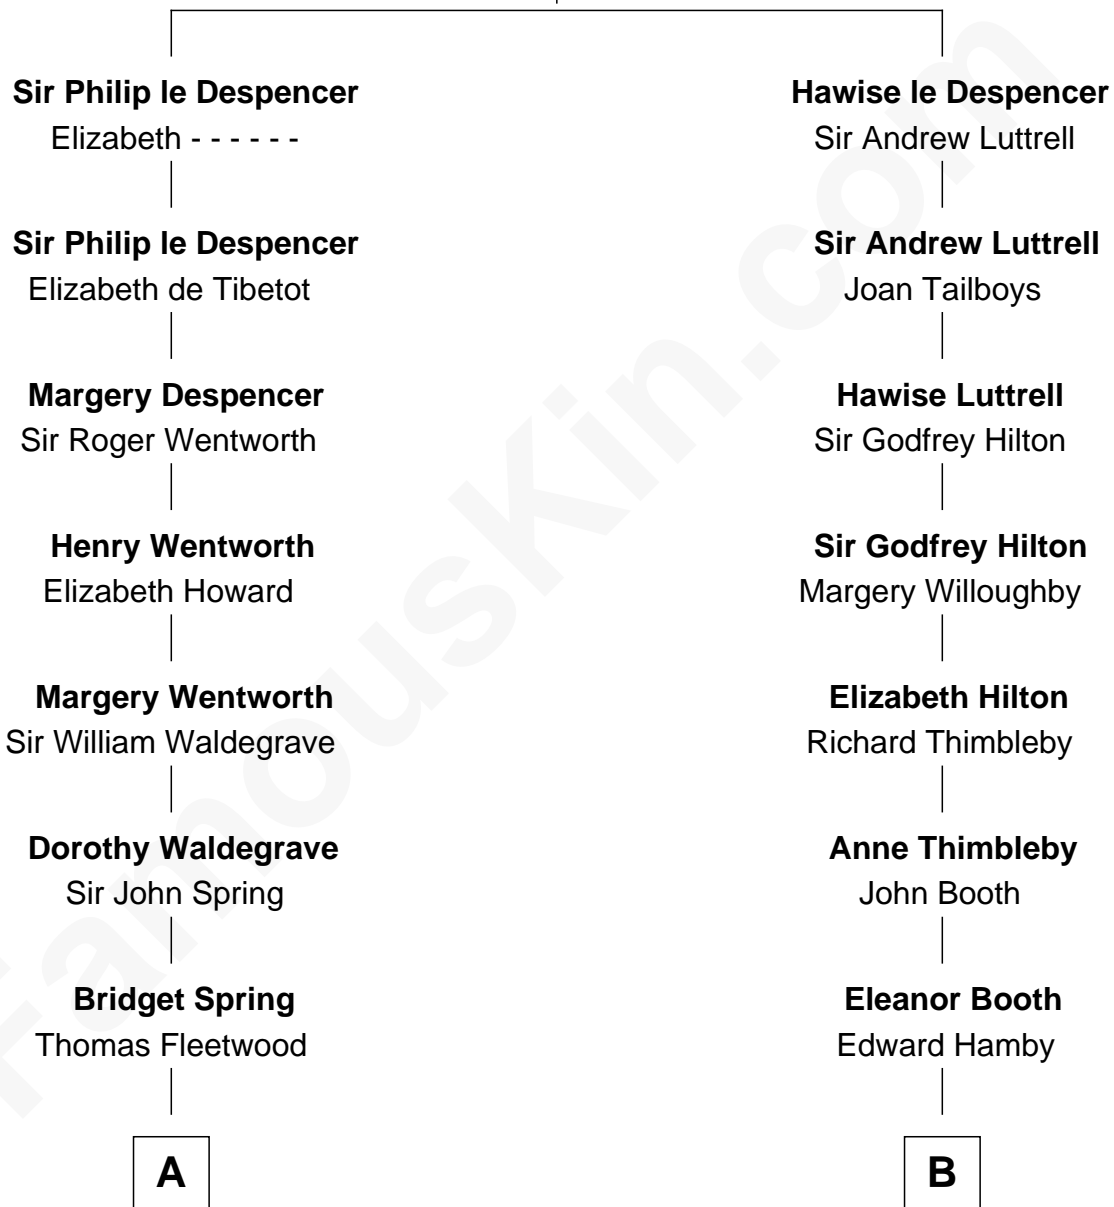 Sir Philip le Despencer
Elizabeth - - - - - -
Sir Philip le Despencer
Elizabeth de Tibetot
Margery Despencer
Sir Roger Wentworth
Henry Wentworth
Elizabeth Howard
Margery Wentworth
Sir William Waldegrave
Dorothy Waldegrave
Sir John Spring
Bridget Spring
Thomas Fleetwood
A
Hawise le Despencer
Sir Andrew Luttrell
Sir Andrew Luttrell
Joan Tailboys
Hawise Luttrell
Sir Godfrey Hilton
Sir Godfrey Hilton
Margery Willoughby
Elizabeth Hilton
Richard Thimbleby
Anne Thimbleby
John Booth
Eleanor Booth
Edward Hamby
B
FamousKin.com